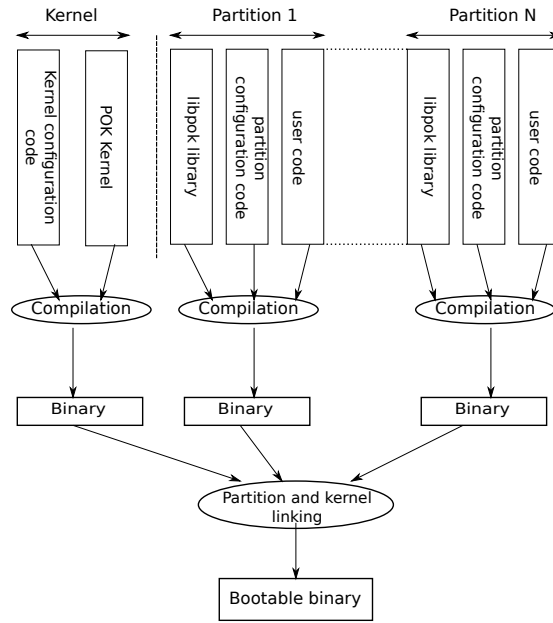 Kernel
Partition 1
Partition N
Kernel configuration
code
POK Kernel
libpok library
partition
configuration code
user code
libpok library
partition
configuration code
user code
Compilation
Compilation
Compilation
Binary
Binary
Binary
Partition and kernel
linking
Bootable binary